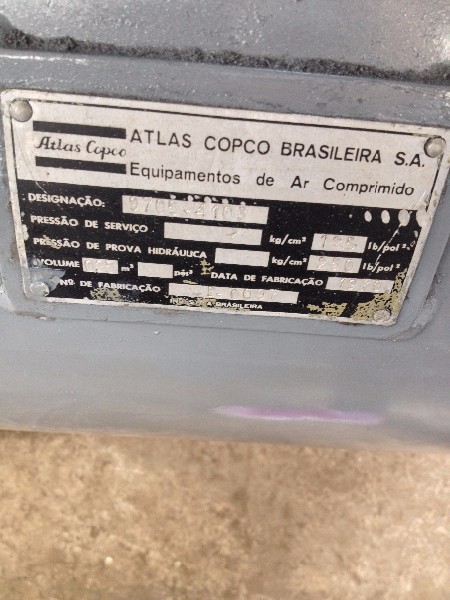 Atlas Copco
ATLAS COPCO BRASILEIRA S.A.
Equipamentos de Ar Comprimido
DESIGNAÇÃO:
PRESSÃO DE SERVIÇO kg/cm² lb/pol²
PRESSÃO DE PROVA HIDRÁULICA kg/cm² lb/pol²
VOLUME m³ pés³ DATA DE FABRICAÇÃO
Nº. DE FABRICAÇÃO
INDÚSTRIA BRASILEIRA